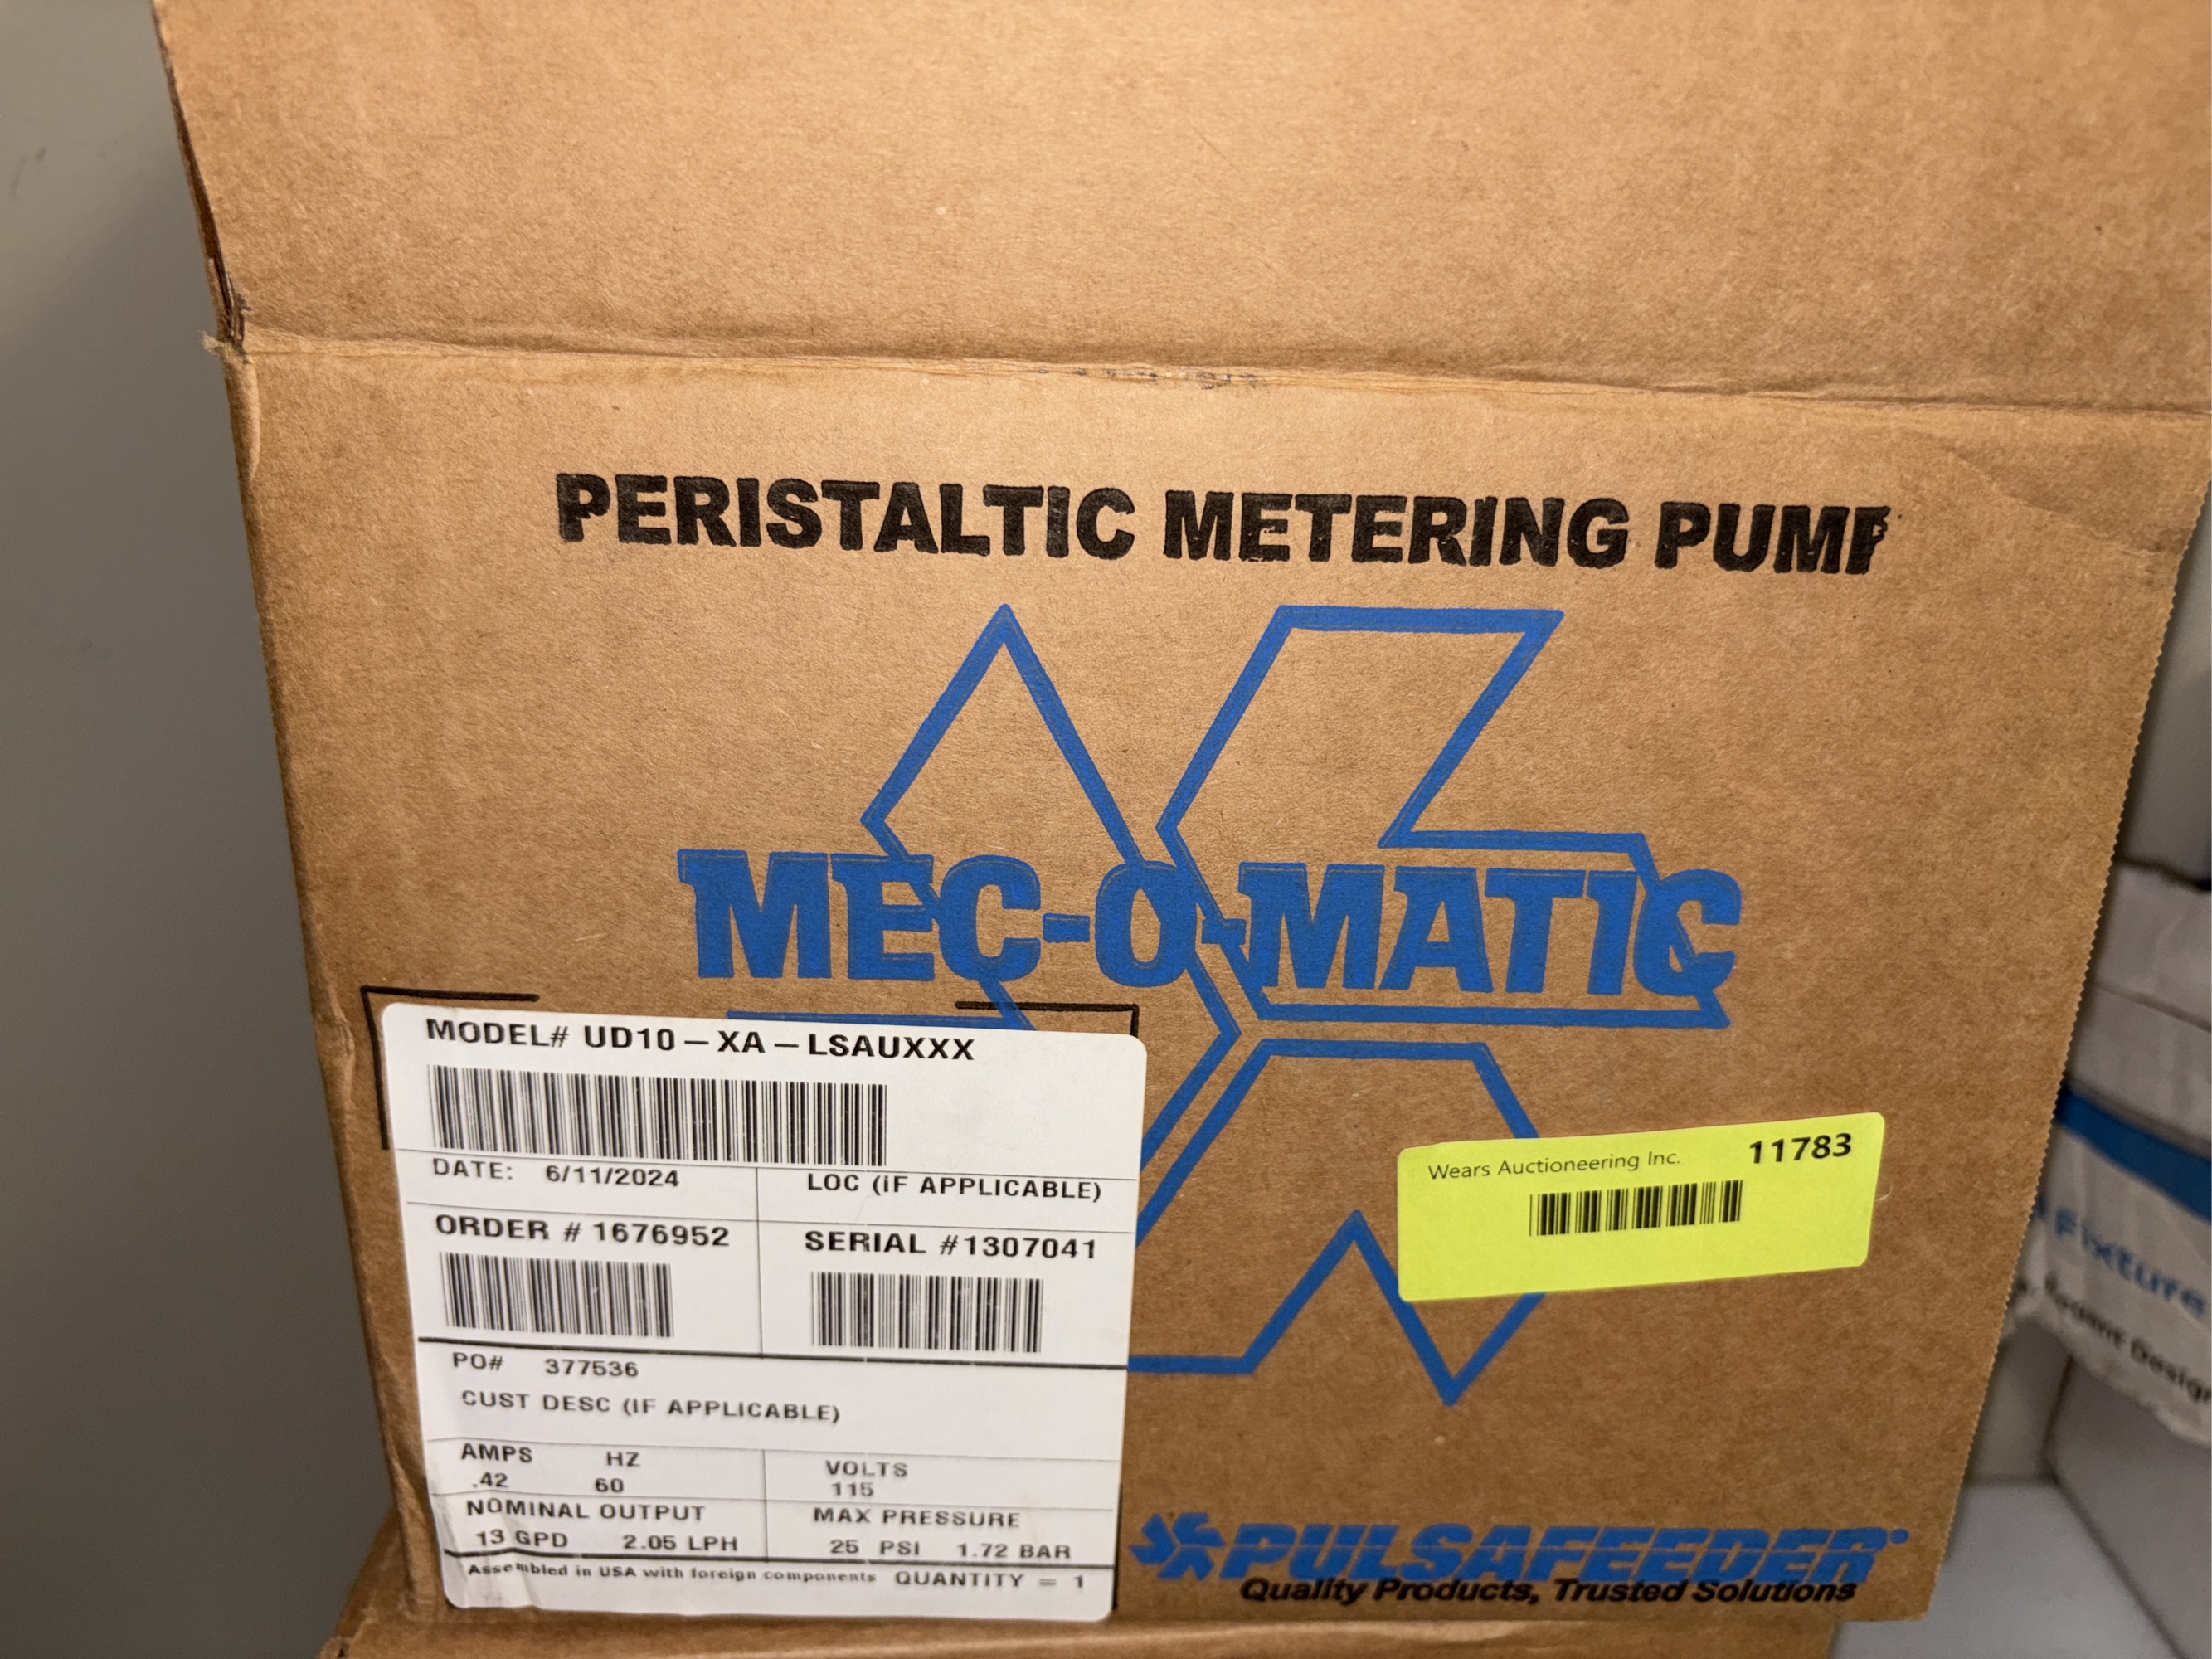 PERISTALTIC METERING PUMP
MEC-O-MATIC
MODEL# UD10-XA-LSAUXXX
DATE: 6/11/2024
LOC (IF APPLICABLE)
ORDER # 1676952
SERIAL #1307041
PO# 377536
CUST DESC (IF APPLICABLE)
AMPS HZ VOLTS
.42 60 115
NOMINAL OUTPUT MAX PRESSURE
13 GPD 2.05 LPH 25 PSI 1.72 BAR
Assembled in USA with foreign components QUANTITY = 1
Wears Auctioneering Inc. 11783
PULSAFEEDER®
Quality Products, Trusted Solutions
Fixture
Design